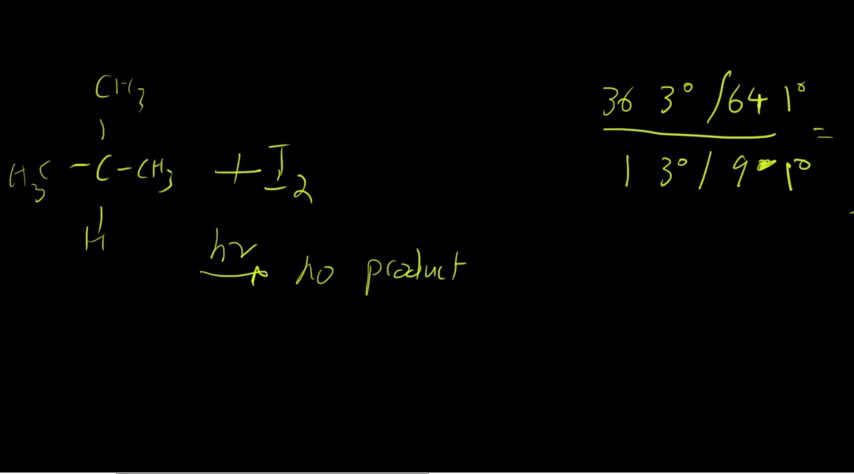 CH3
H3C -C-CH3 + I2
H
hν no product
36 3° / 64 1°
1 3° / 9 1° =